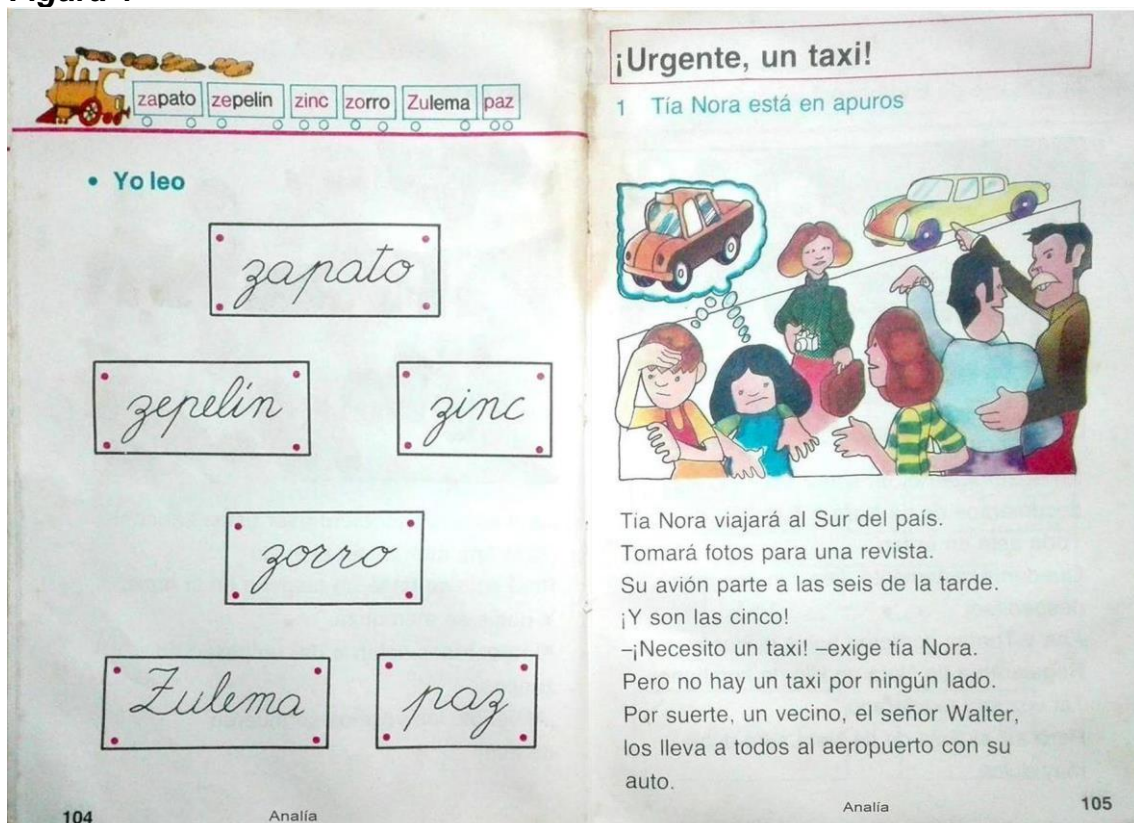 zapato zepelin zinc zorro Zulema paz
• Yo leo
zapato
zepelín zinc
zorro
Zulema paz
104 Analía
¡Urgente, un taxi!
1 Tía Nora está en apuros
Tía Nora viajará al Sur del país.
Tomará fotos para una revista.
Su avión parte a las seis de la tarde.
¡Y son las cinco!
–¡Necesito un taxi! –exige tía Nora.
Pero no hay un taxi por ningún lado.
Por suerte, un vecino, el señor Walter,
los lleva a todos al aeropuerto con su
auto.
Analía 105